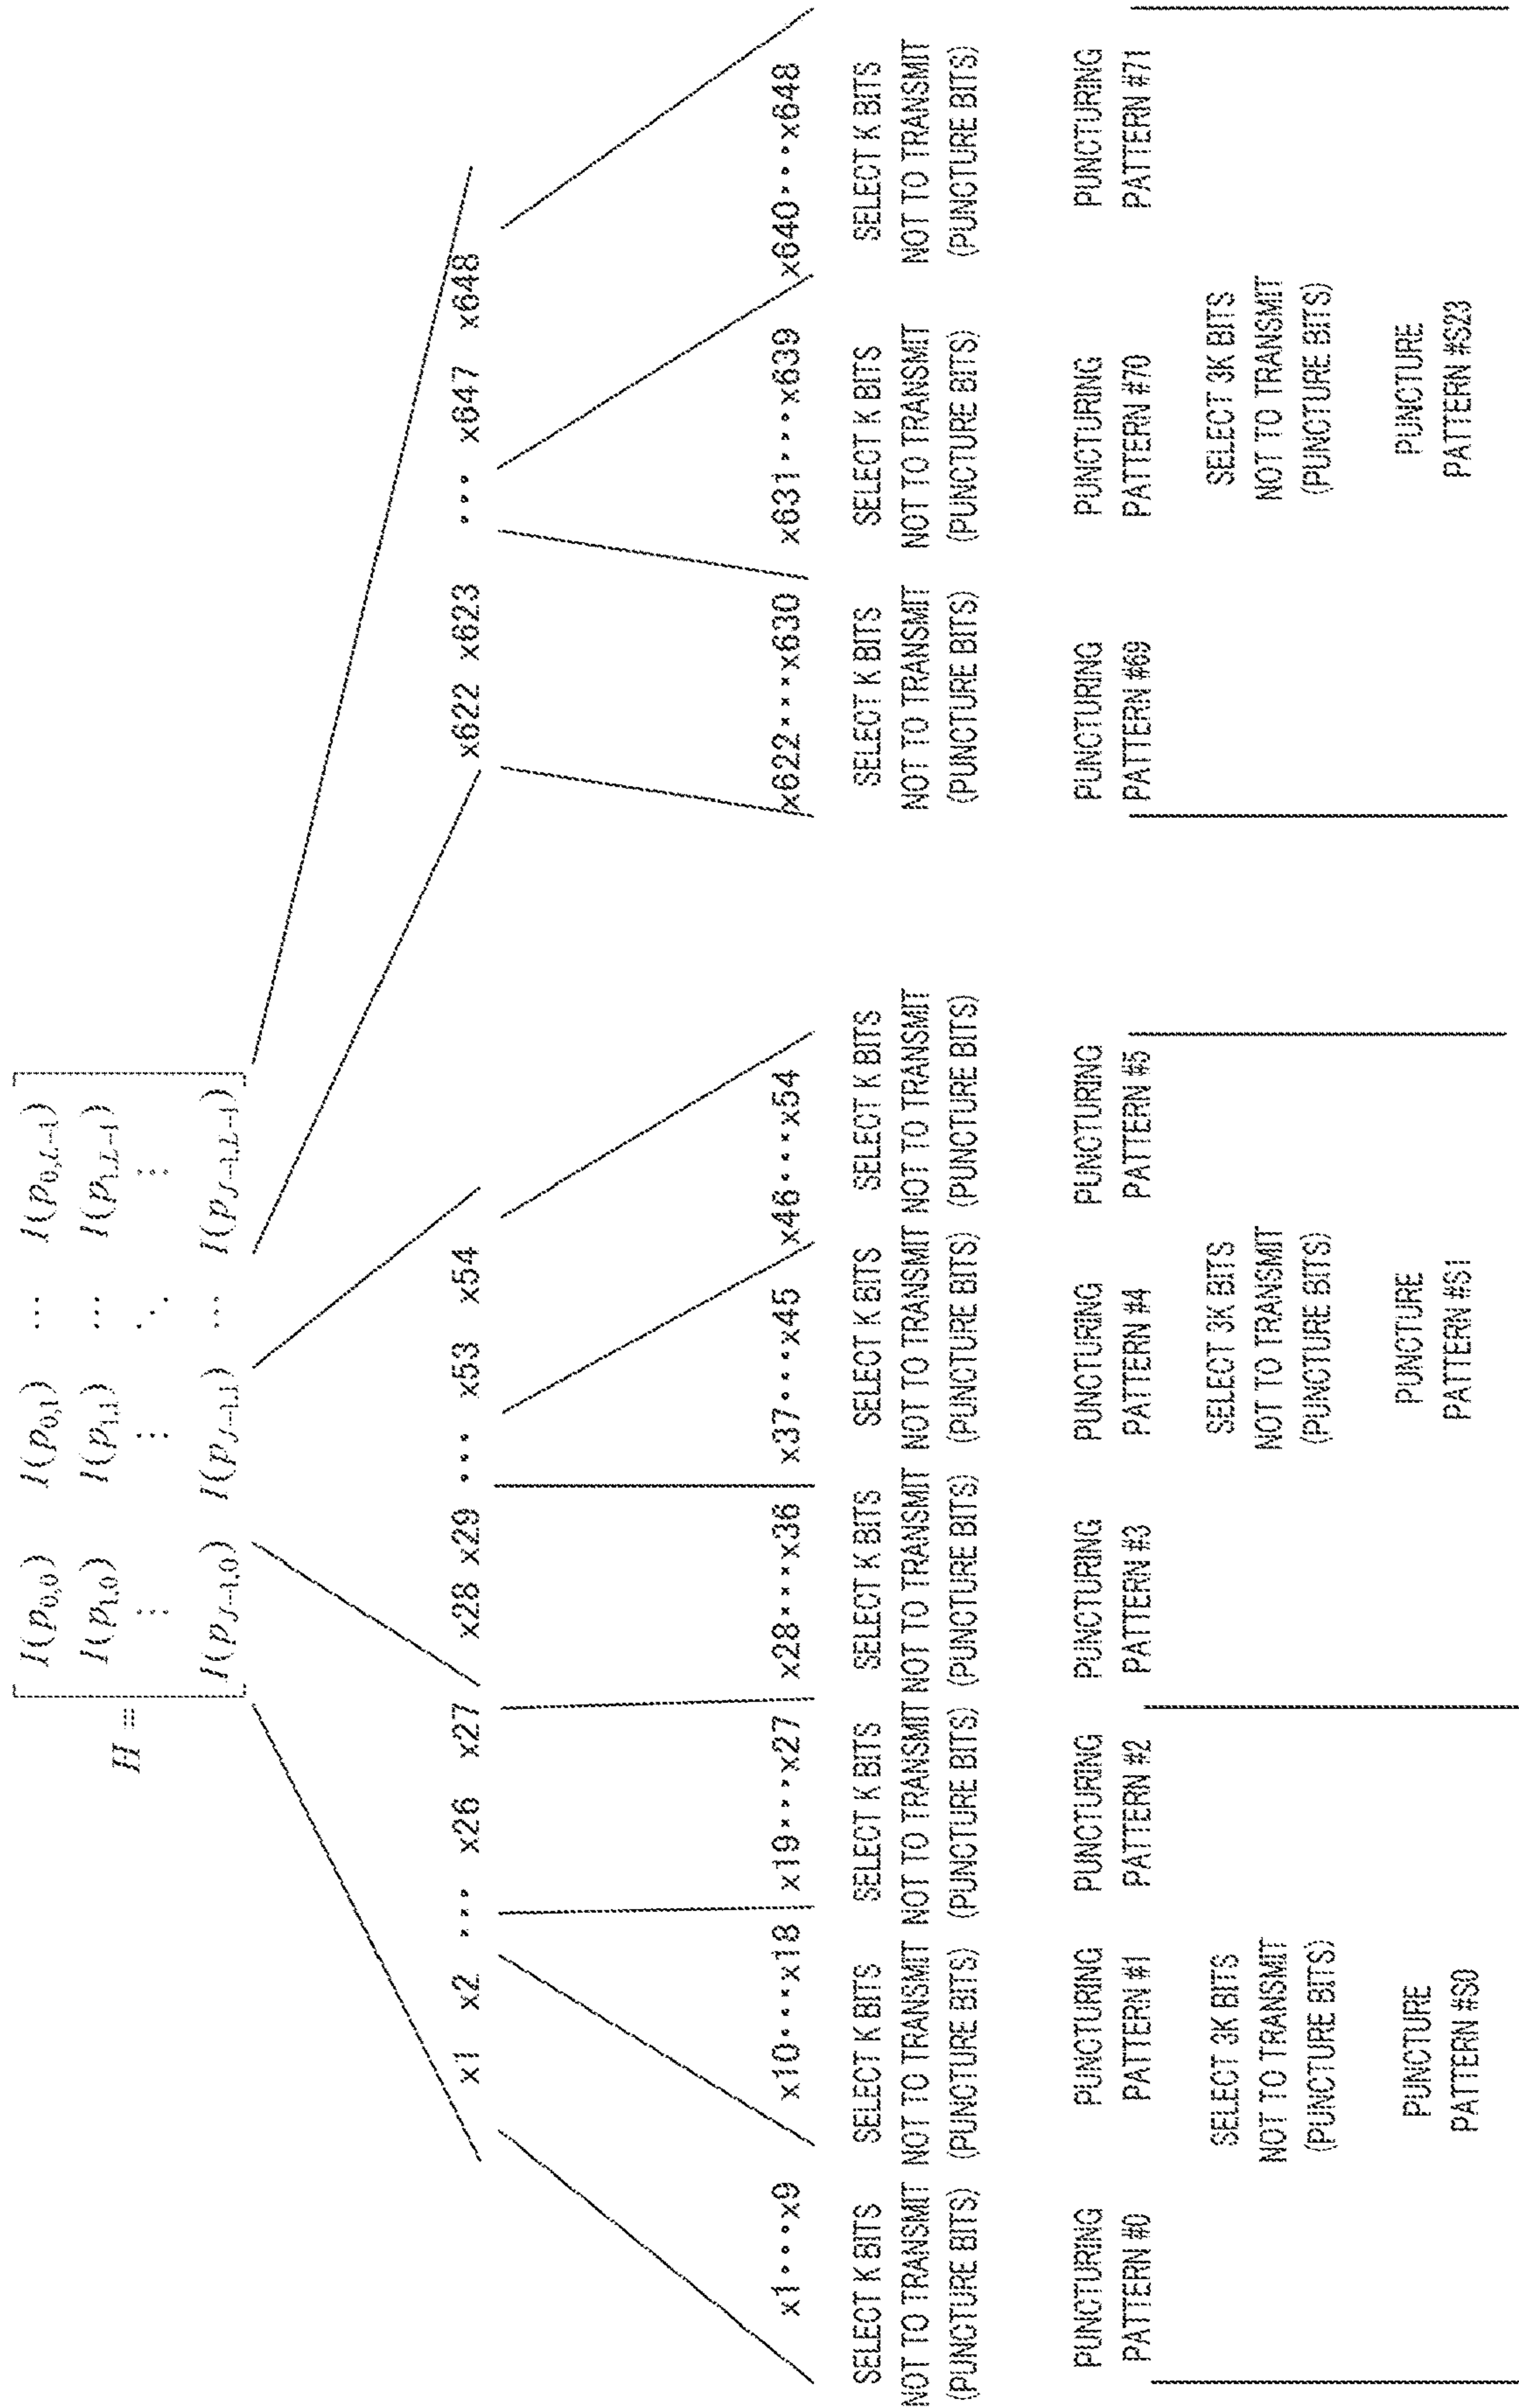 H =
I(p0,0) I(p0,1) ... I(p0,L−1)
I(p1,0) I(p1,1) ... I(p1,L−1)
⋮ ⋮ ⋱ ⋮
I(pJ−1,0) I(pJ−1,1) ... I(pJ−1,L−1)
x1 x2 ... x26 x27 x28 x29 ... x53 x54 x622 x623 ... x647 x648
x1...x9 x10...x18 x19...x27 x28...x36 x37...x45 x46...x54 x622...x630 x631...x639 x640...x648
SELECT K BITS SELECT K BITS SELECT K BITS SELECT K BITS SELECT K BITS SELECT K BITS SELECT K BITS SELECT K BITS SELECT K BITS
NOT TO TRANSMIT NOT TO TRANSMIT NOT TO TRANSMIT NOT TO TRANSMIT NOT TO TRANSMIT NOT TO TRANSMIT NOT TO TRANSMIT NOT TO TRANSMIT NOT TO TRANSMIT
(PUNCTURE BITS) (PUNCTURE BITS) (PUNCTURE BITS) (PUNCTURE BITS) (PUNCTURE BITS) (PUNCTURE BITS) (PUNCTURE BITS) (PUNCTURE BITS) (PUNCTURE BITS)
PUNCTURING PUNCTURING PUNCTURING PUNCTURING PUNCTURING PUNCTURING PUNCTURING PUNCTURING PUNCTURING
PATTERN #0 PATTERN #1 PATTERN #2 PATTERN #3 PATTERN #4 PATTERN #5 PATTERN #69 PATTERN #70 PATTERN #71
SELECT 3K BITS SELECT 3K BITS SELECT 3K BITS
NOT TO TRANSMIT NOT TO TRANSMIT NOT TO TRANSMIT
(PUNCTURE BITS) (PUNCTURE BITS) (PUNCTURE BITS)
PUNCTURE PUNCTURE PUNCTURE
PATTERN #S0 PATTERN #S1 PATTERN #S23